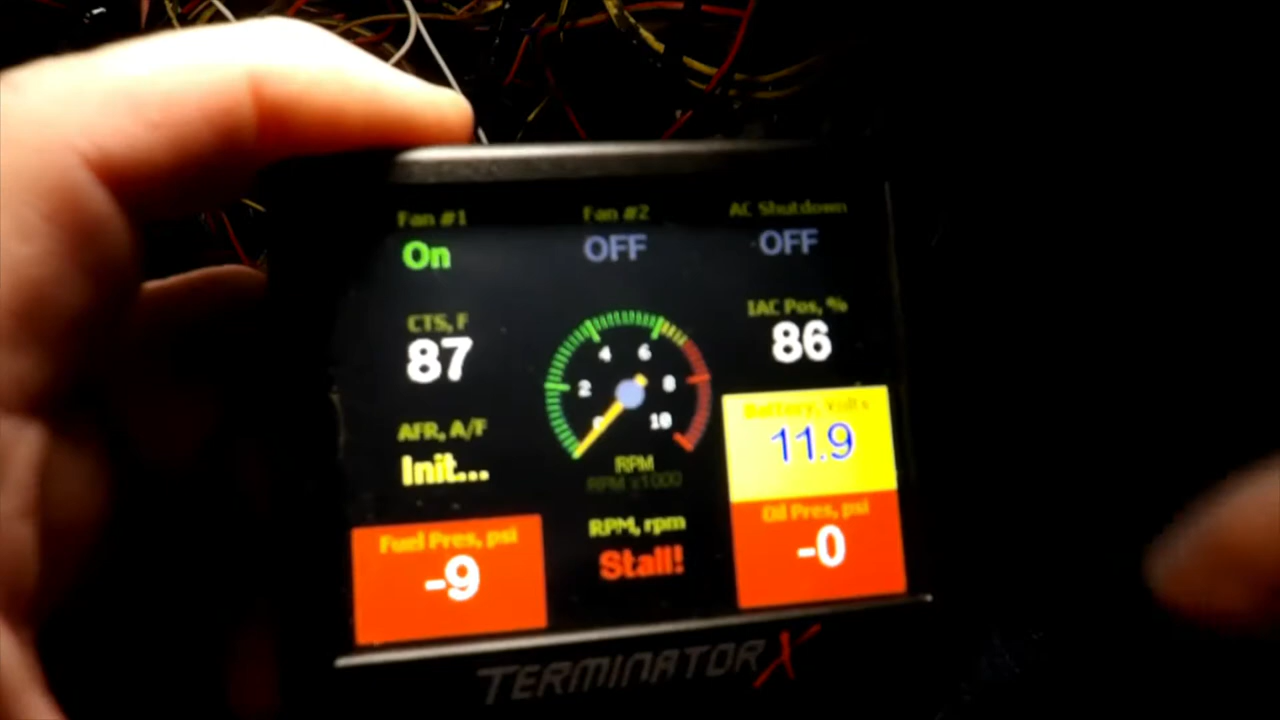 Fan #1
On
Fan #2
OFF
AC Shutdown
OFF
CTS, F
87
IAC Pos, %
86
AFR, A/F
Init...
0
2
4
6
8
10
RPM
RPM x1000
Battery, Volts
11.9
Fuel Pres, psi
-9
RPM, rpm
Stall!
Oil Pres, psi
-0
TERMINATOR X